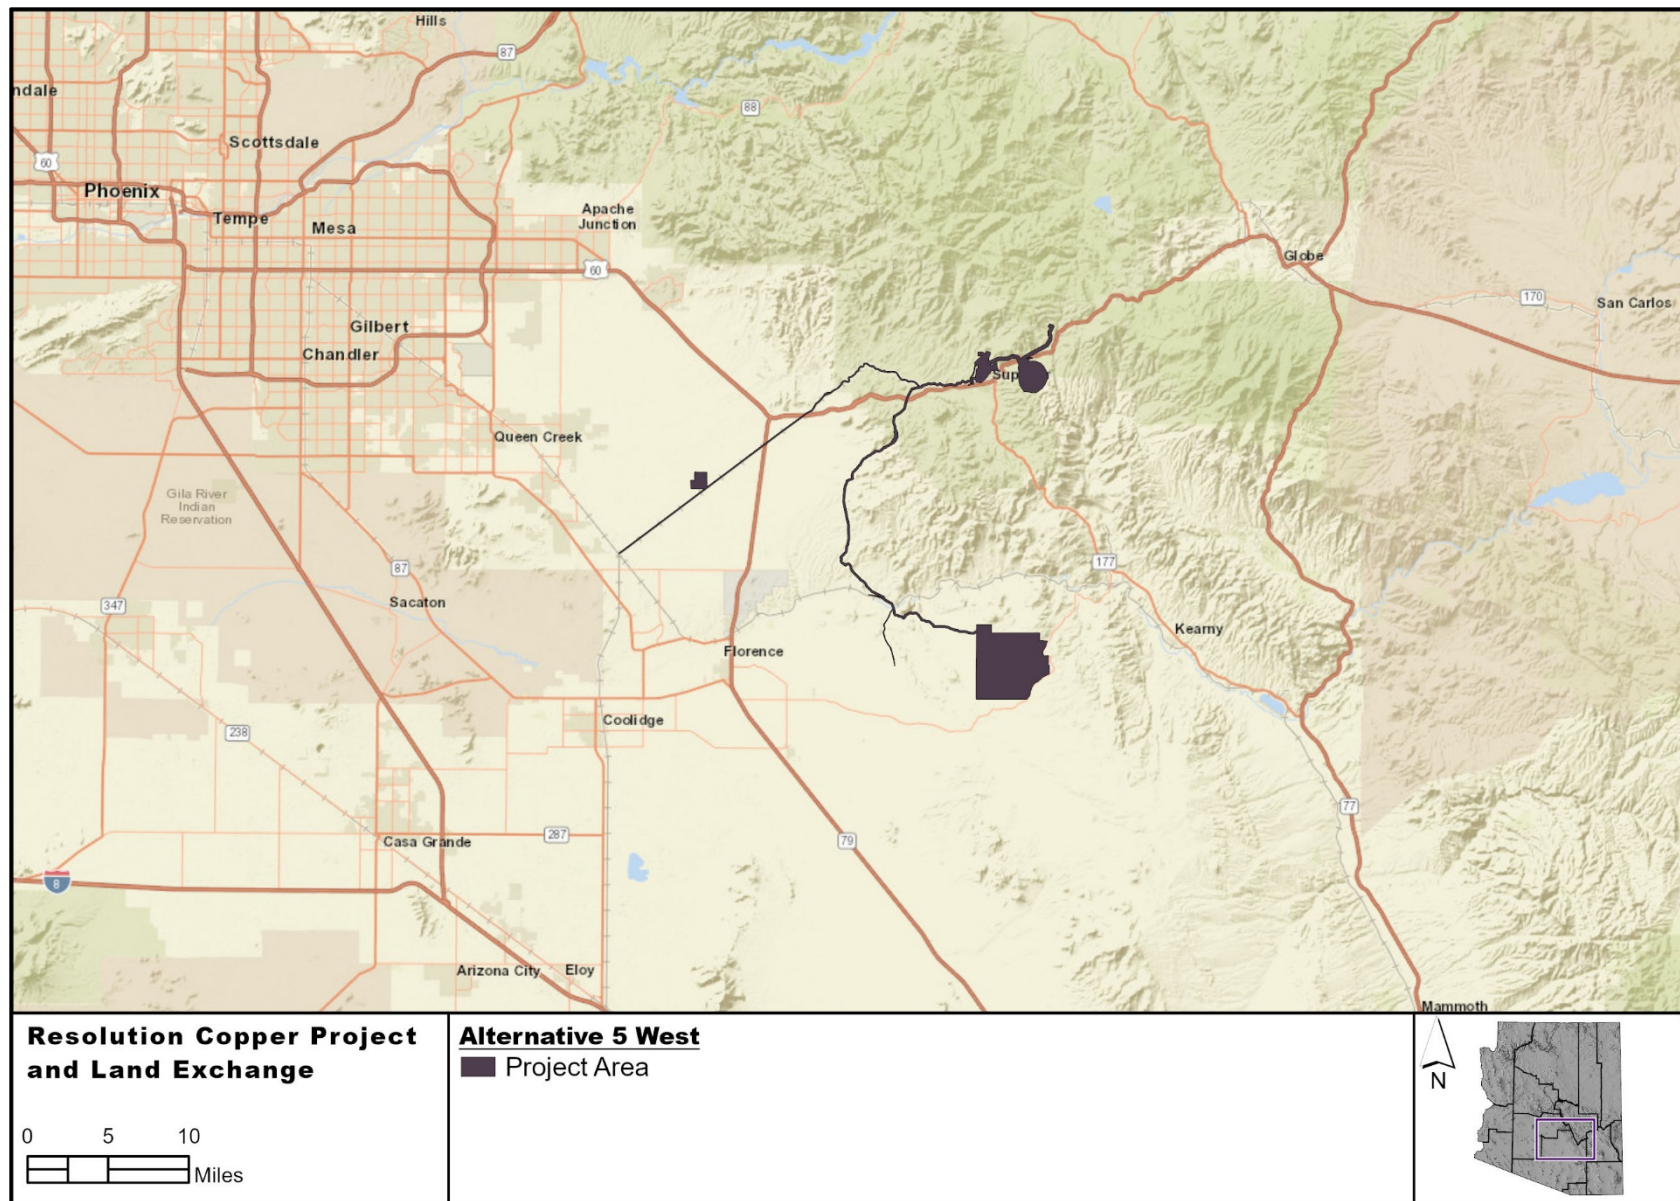 Hills
87
ndale
88
Scottsdale
60
Phoenix
Tempe
Mesa
Apache
Junction
60
Globe
170
San Carlos
Gilbert
Chandler
Sup
Queen Creek
Gila River
Indian
Reservation
87
177
347
Sacaton
Kearny
Florence
Coolidge
238
77
Casa Grande
287
79
8
Arizona City
Eloy
Mammoth
Resolution Copper Project
and Land Exchange
0 5 10
Miles
Alternative 5 West
Project Area
N